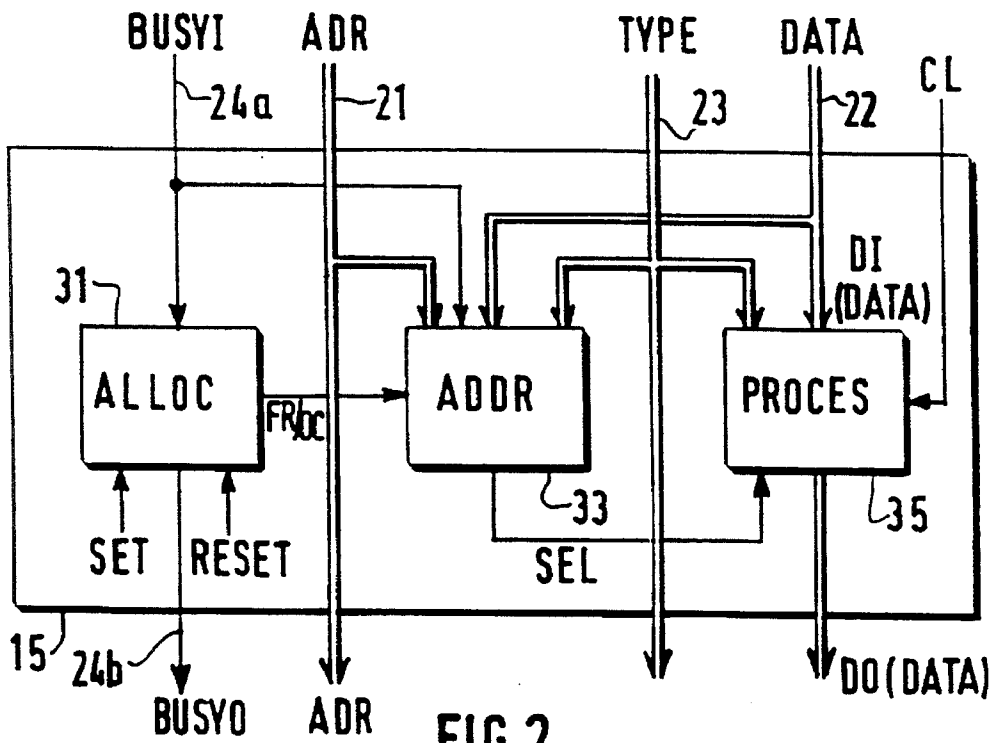 BUSYI ADR TYPE DATA CL
24a 21 23 22
DI
(DATA)
31
ALLOC ADDR PROCES
FR/OC
33 35
SET RESET SEL
15 24b
BUSYO ADR DO(DATA)
FIG.2